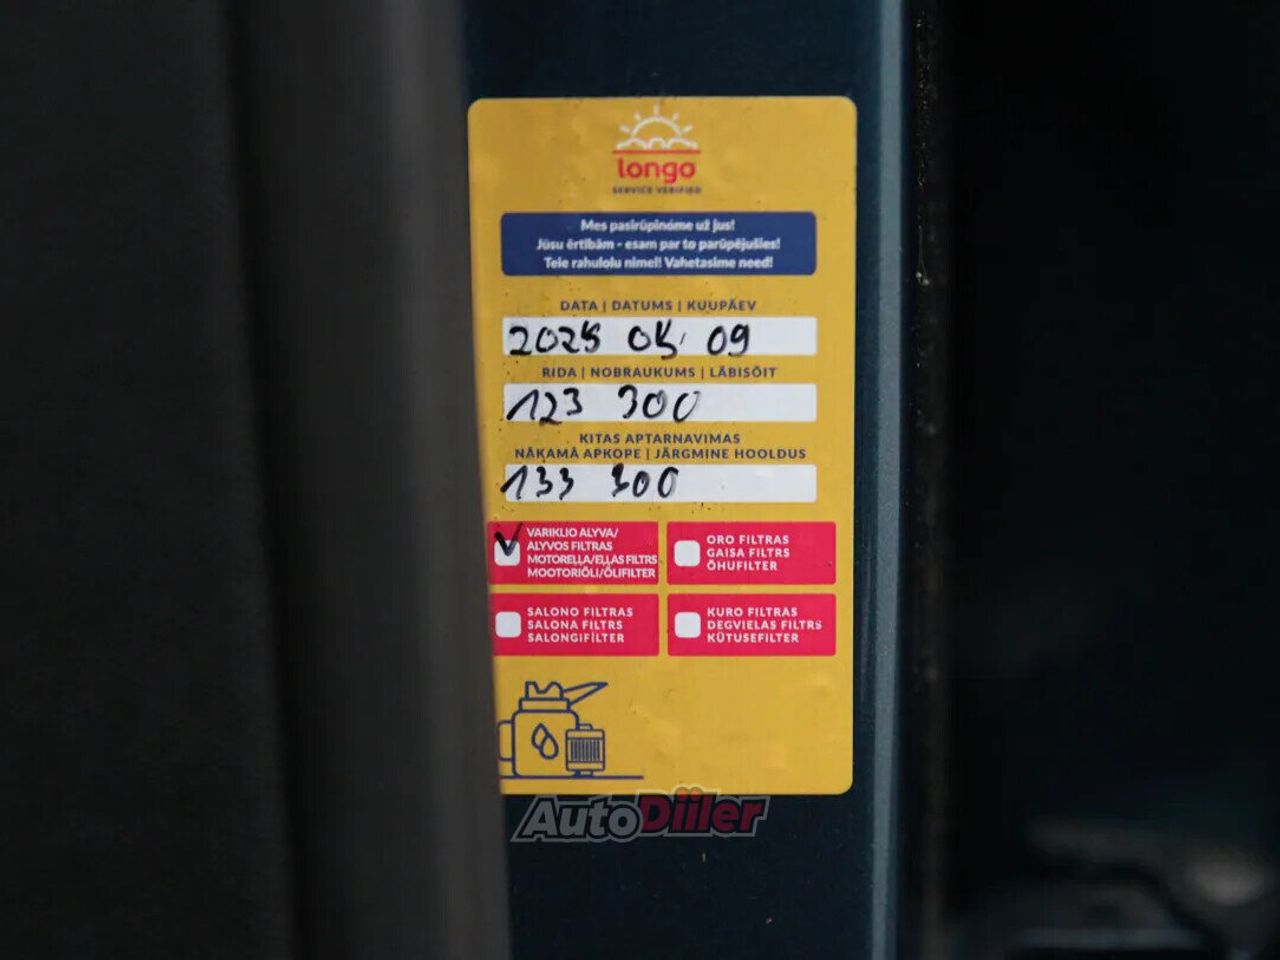 longo
SERVICE VERIFIED
Mes pasirūpinome už jus!
Jūsu ērtībām - esam par to parūpējušies!
Teie rahulolu nimel! Vahetasime need!
DATA | DATUMS | KUUPÄEV
2025 05 09
RIDA | NOBRAUKUMS | LÄBISÕIT
123 300
KITAS APTARNAVIMAS
NĀKAMĀ APKOPE | JÄRGMINE HOOLDUS
133 300
VARIKLIO ALYVA/
ALYVOS FILTRAS
MOTOREĻĻA/EĻĻAS FILTRS
MOOTORIÕLI/ÕLIFILTER
ORO FILTRAS
GAISA FILTRS
ÕHUFILTER
SALONO FILTRAS
SALONA FILTRS
SALONGIFILTER
KURO FILTRAS
DEGVIELAS FILTRS
KÜTUSEFILTER
AutoDiiler